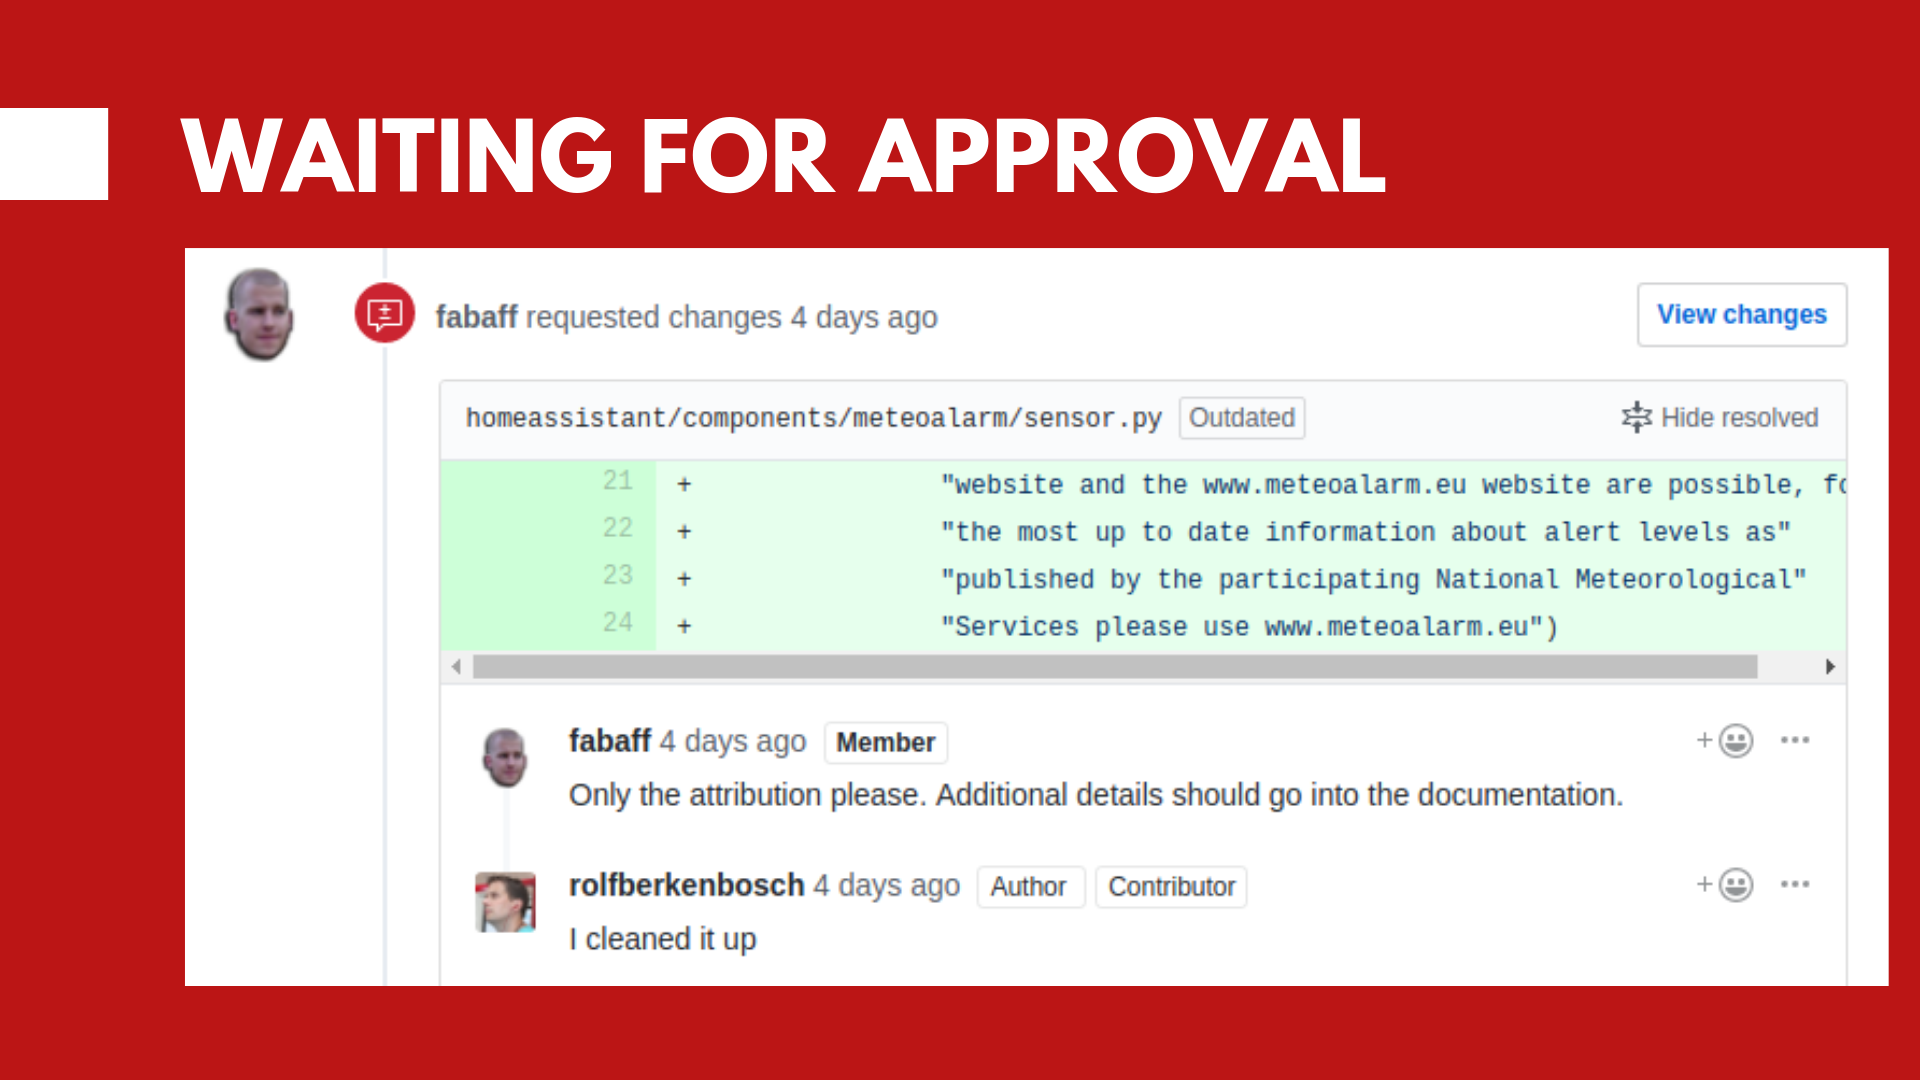 WAITING FOR APPROVAL
fabaff requested changes 4 days ago
View changes
homeassistant/components/meteoalarm/sensor.py Outdated
Hide resolved
21 + "website and the www.meteoalarm.eu website are possible, fo
22 + "the most up to date information about alert levels as"
23 + "published by the participating National Meteorological"
24 + "Services please use www.meteoalarm.eu")
fabaff 4 days ago Member
Only the attribution please. Additional details should go into the documentation.
rolfberkenbosch 4 days ago Author Contributor
I cleaned it up